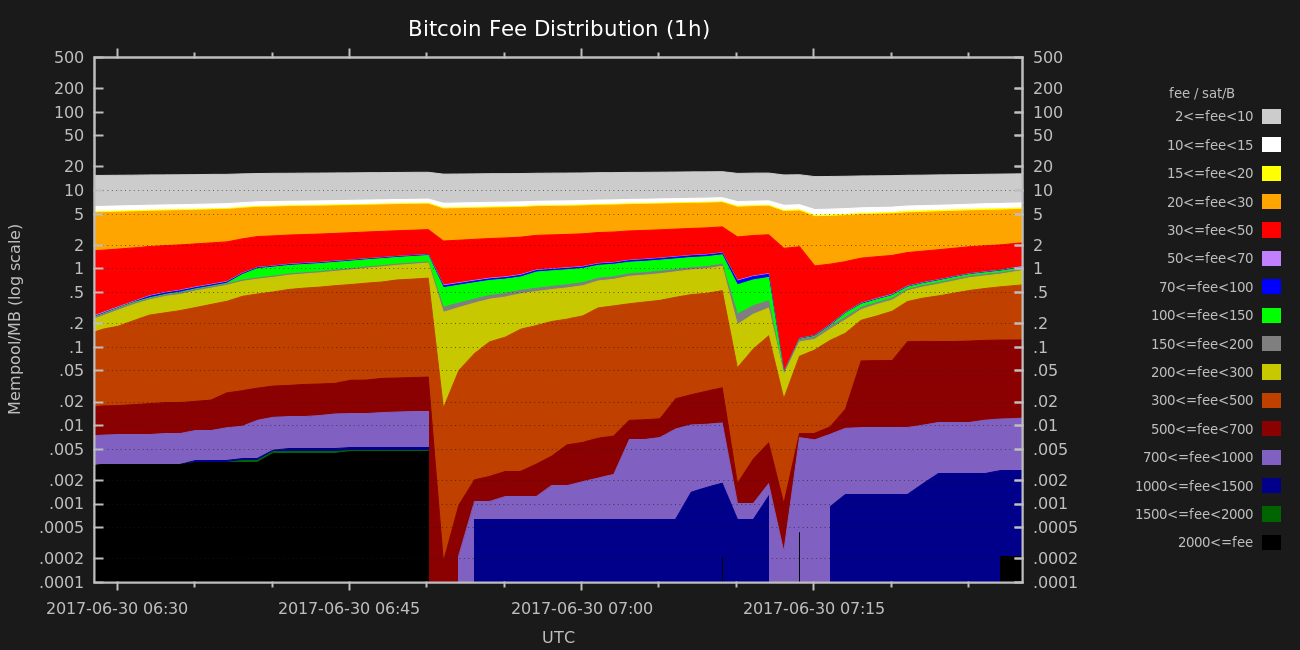 Bitcoin Fee Distribution (1h)
500
200
100
50
20
10
5
2
1
.5
.2
.1
.05
.02
.01
.005
.002
.001
.0005
.0002
.0001
Mempool/MB (log scale)
500
200
100
50
20
10
5
2
1
.5
.2
.1
.05
.02
.01
.005
.002
.001
.0005
.0002
.0001
2017-06-30 06:30 2017-06-30 06:45 2017-06-30 07:00 2017-06-30 07:15
UTC
fee / sat/B
2<=fee<10
10<=fee<15
15<=fee<20
20<=fee<30
30<=fee<50
50<=fee<70
70<=fee<100
100<=fee<150
150<=fee<200
200<=fee<300
300<=fee<500
500<=fee<700
700<=fee<1000
1000<=fee<1500
1500<=fee<2000
2000<=fee